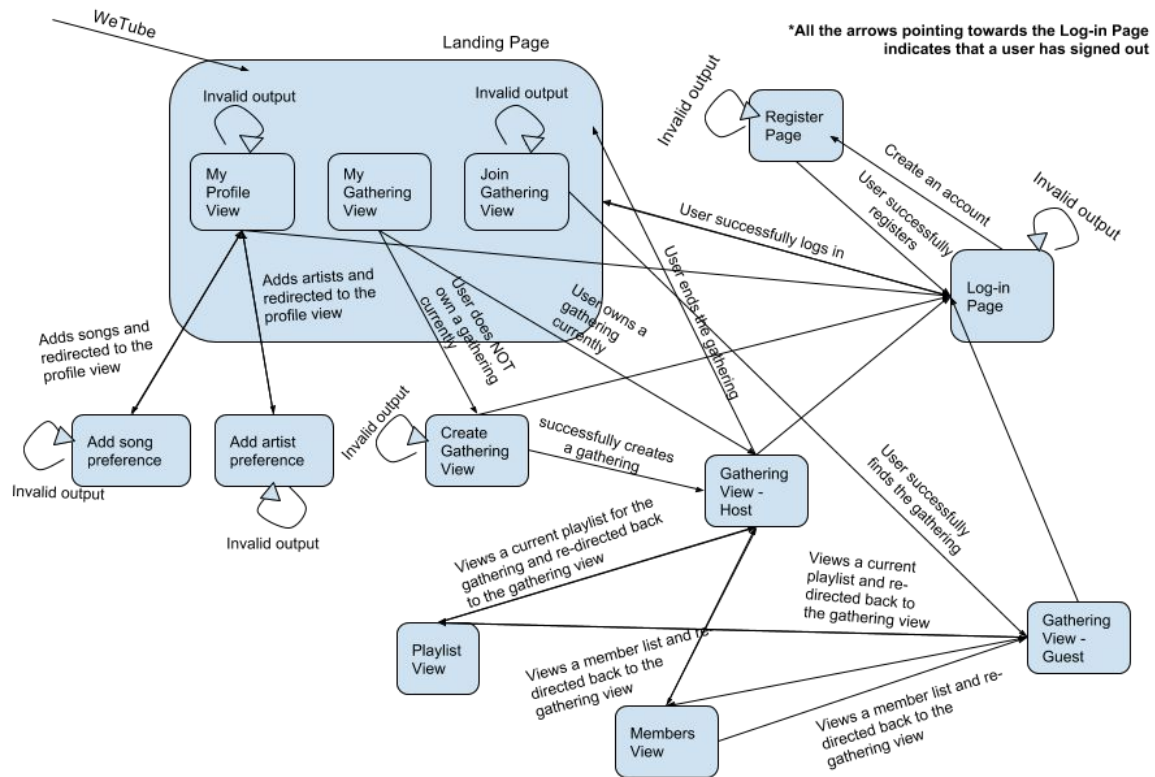 WeTube
*All the arrows pointing towards the Log-in Page
indicates that a user has signed out
Landing Page
Invalid output
Invalid output
My
Profile
View
My
Gathering
View
Join
Gathering
View
Invalid output
Register
Page
Create an account
User successfully
registers
Invalid output
Log-in
Page
User successfully logs in
Adds artists and
redirected to the
profile view
Adds songs and
redirected to the
profile view
User does NOT
own a gathering
currently
User owns a
gathering
currently
User ends the gathering
Add song
preference
Invalid output
Add artist
preference
Invalid output
Invalid output
Create
Gathering
View
successfully creates
a gathering
Gathering
View -
Host
User successfully
finds the gathering
Views a current playlist for the
gathering and re-directed back
to the gathering view
Views a current
playlist and re-
directed back to
the gathering view
Playlist
View
Gathering
View -
Guest
Views a member list and re-
directed back to the
gathering view
Members
View
Views a member list and re-
directed back to the
gathering view